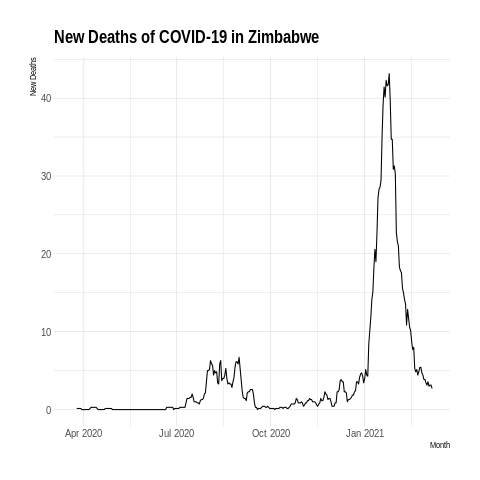 New Deaths of COVID-19 in Zimbabwe
New Deaths
40
30
20
10
0
Apr 2020 Jul 2020 Oct 2020 Jan 2021
Month